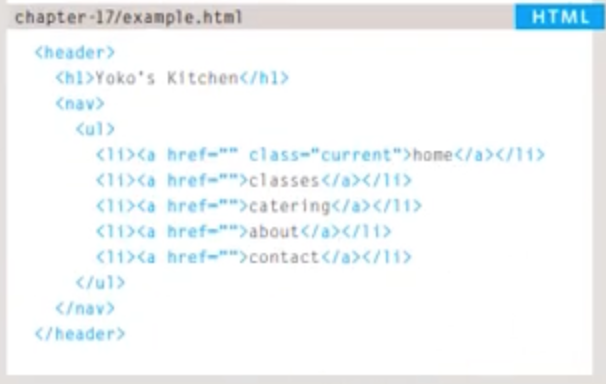 chapter-17/example.html HTML
<header>
<h1>Yoko's Kitchen</h1>
<nav>
<ul>
<li><a href="" class="current">home</a></li>
<li><a href="">classes</a></li>
<li><a href="">catering</a></li>
<li><a href="">about</a></li>
<li><a href="">contact</a></li>
</ul>
</nav>
</header>